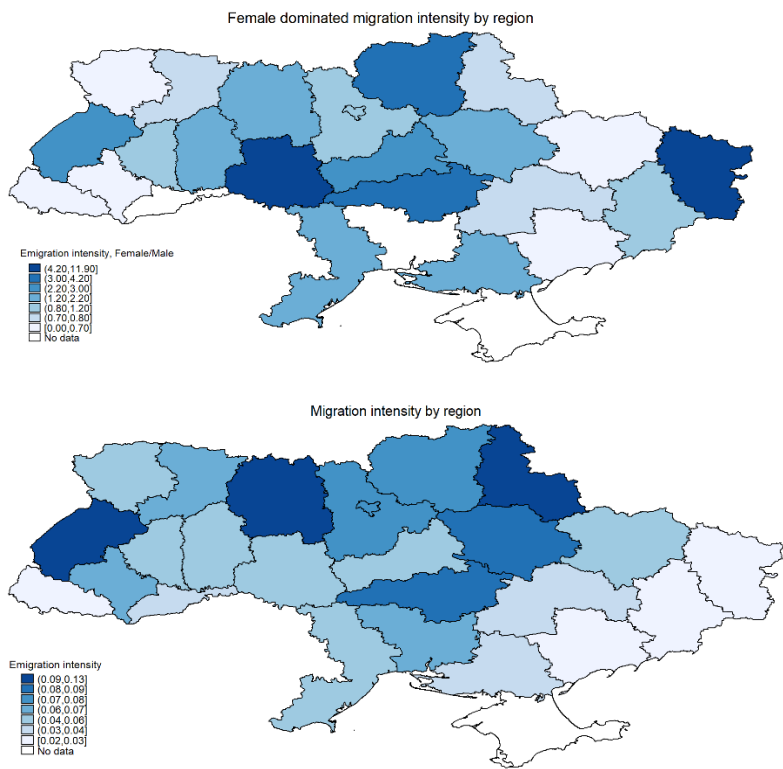 Female dominated migration intensity by region
Emigration intensity, Female/Male
(4.20,11.90]
(3.00,4.20]
(2.20,3.00]
(1.20,2.20]
(0.80,1.20]
(0.70,0.80]
[0.00,0.70]
No data
Migration intensity by region
Emigration intensity
(0.09,0.13]
(0.08,0.09]
(0.07,0.08]
(0.06,0.07]
(0.04,0.06]
(0.03,0.04]
[0.02,0.03]
No data